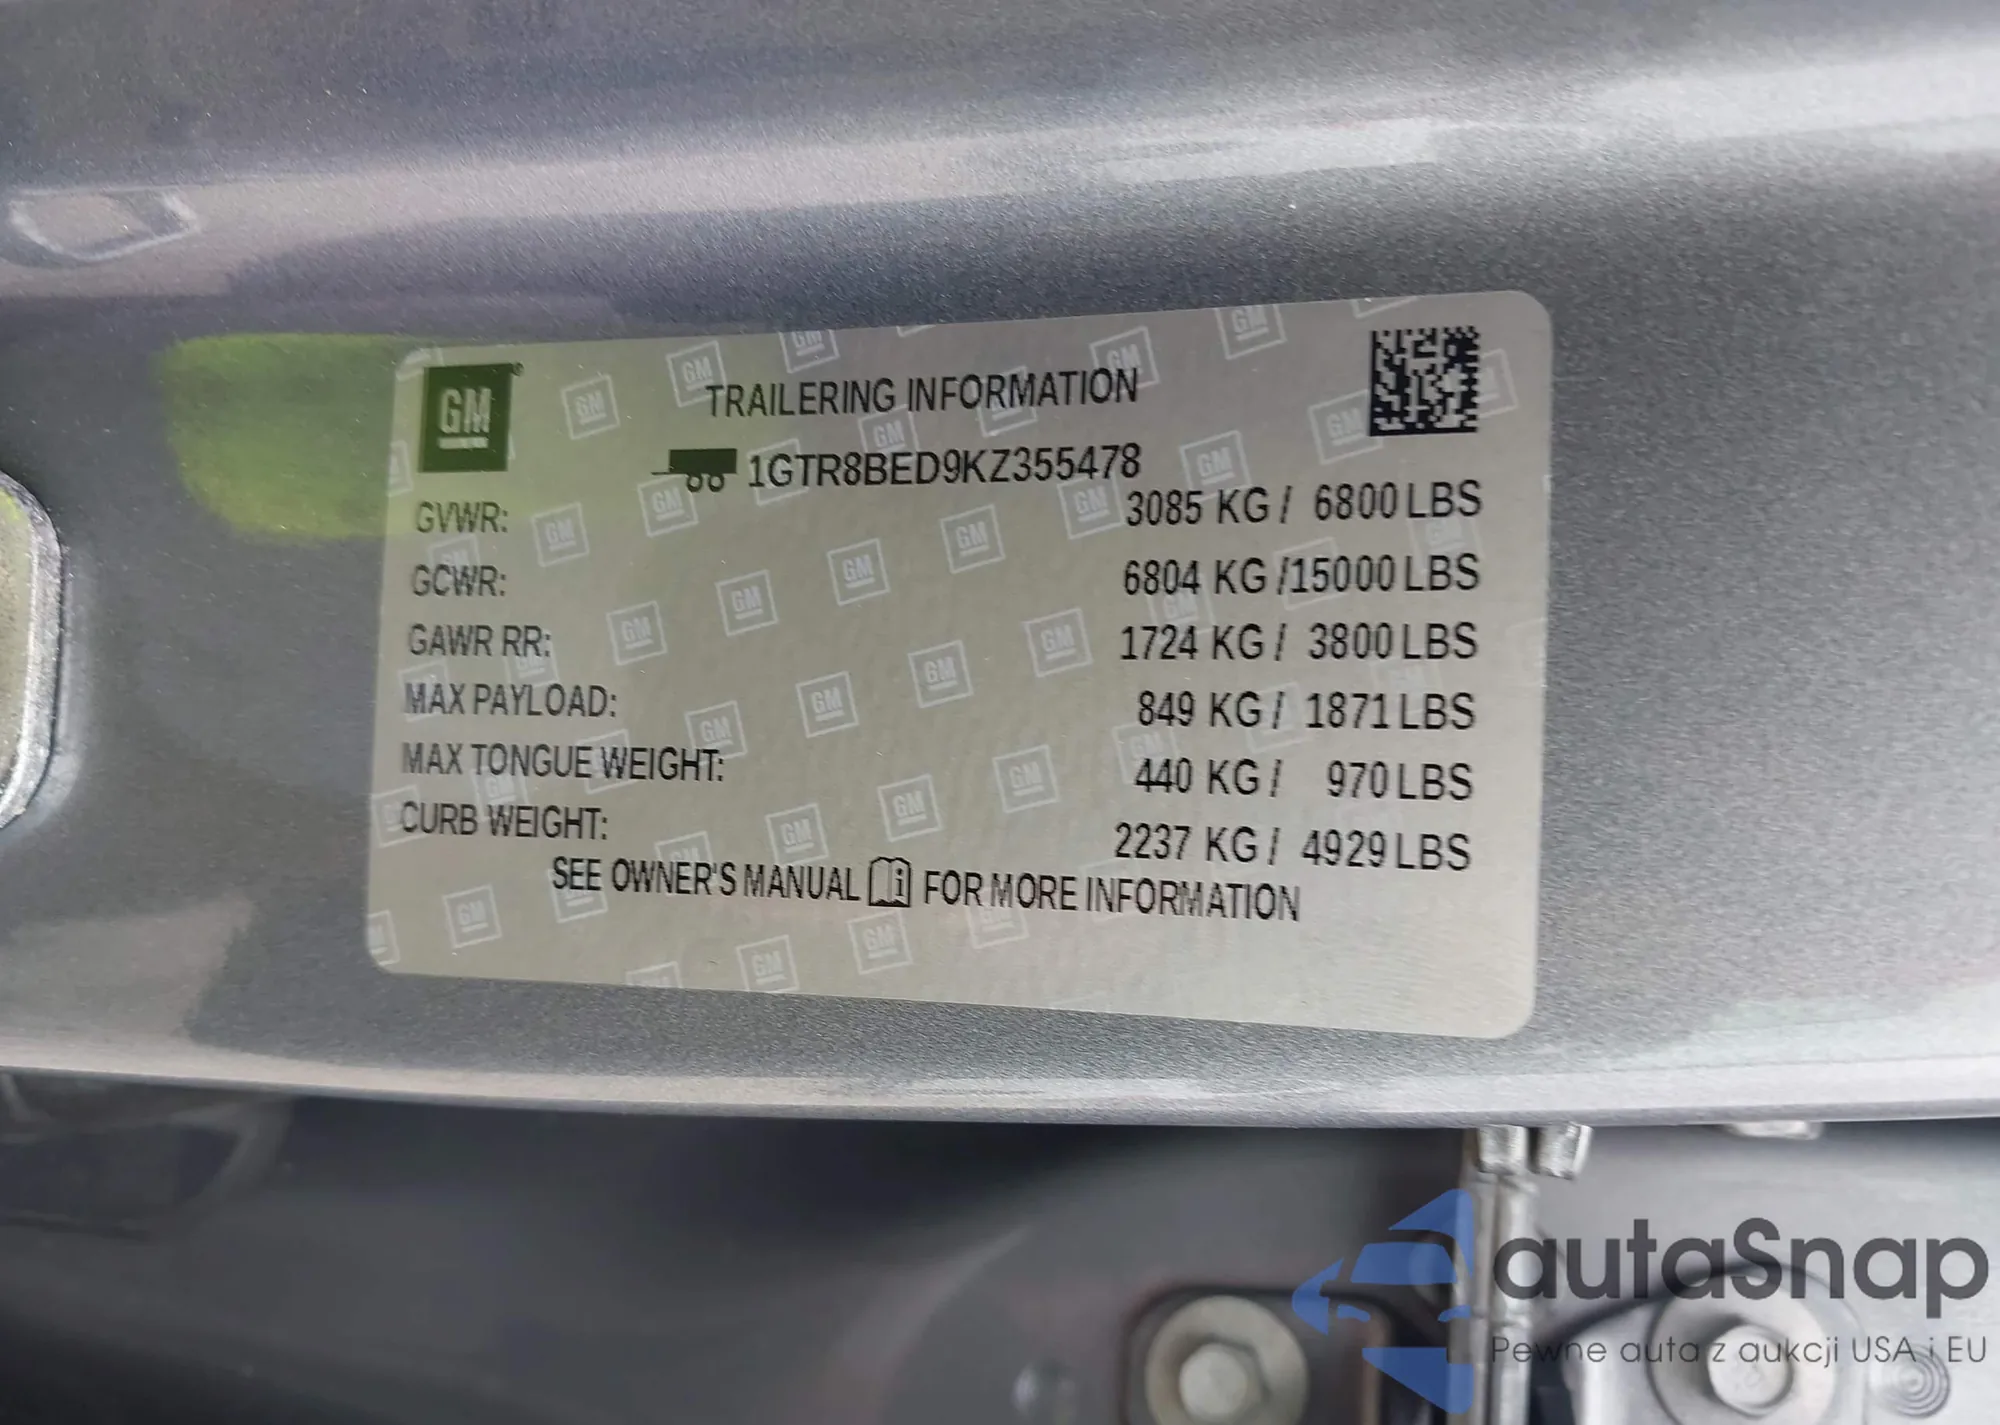 GM
TRAILERING INFORMATION
1GTR8BED9KZ355478
GVWR: 3085 KG / 6800 LBS
GCWR: 6804 KG /15000 LBS
GAWR RR: 1724 KG / 3800 LBS
MAX PAYLOAD: 849 KG / 1871 LBS
MAX TONGUE WEIGHT: 440 KG / 970 LBS
CURB WEIGHT: 2237 KG / 4929 LBS
SEE OWNER'S MANUAL FOR MORE INFORMATION
autaSnap
Pewne auta z aukcji USA i EU